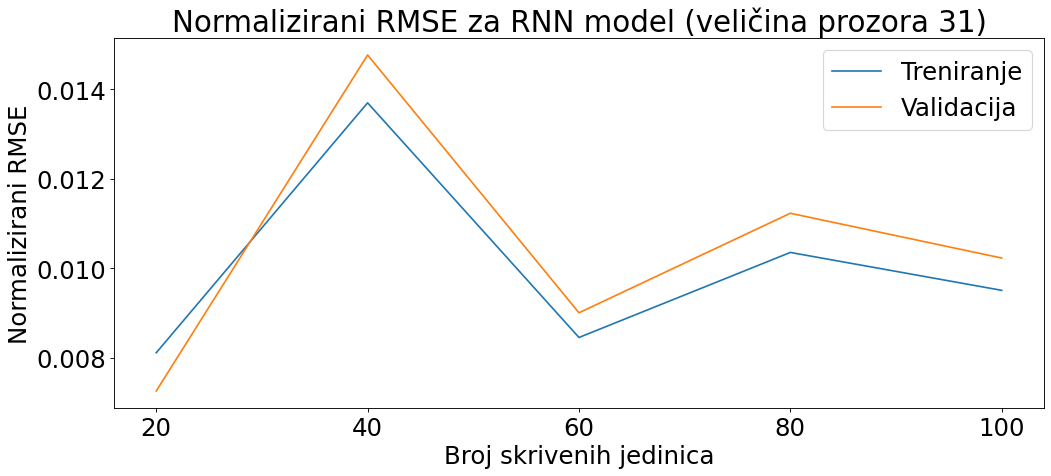 Normalizirani RMSE za RNN model (veličina prozora 31)
Treniranje
Validacija
Normalizirani RMSE
0.014
0.012
0.010
0.008
20 40 60 80 100
Broj skrivenih jedinica